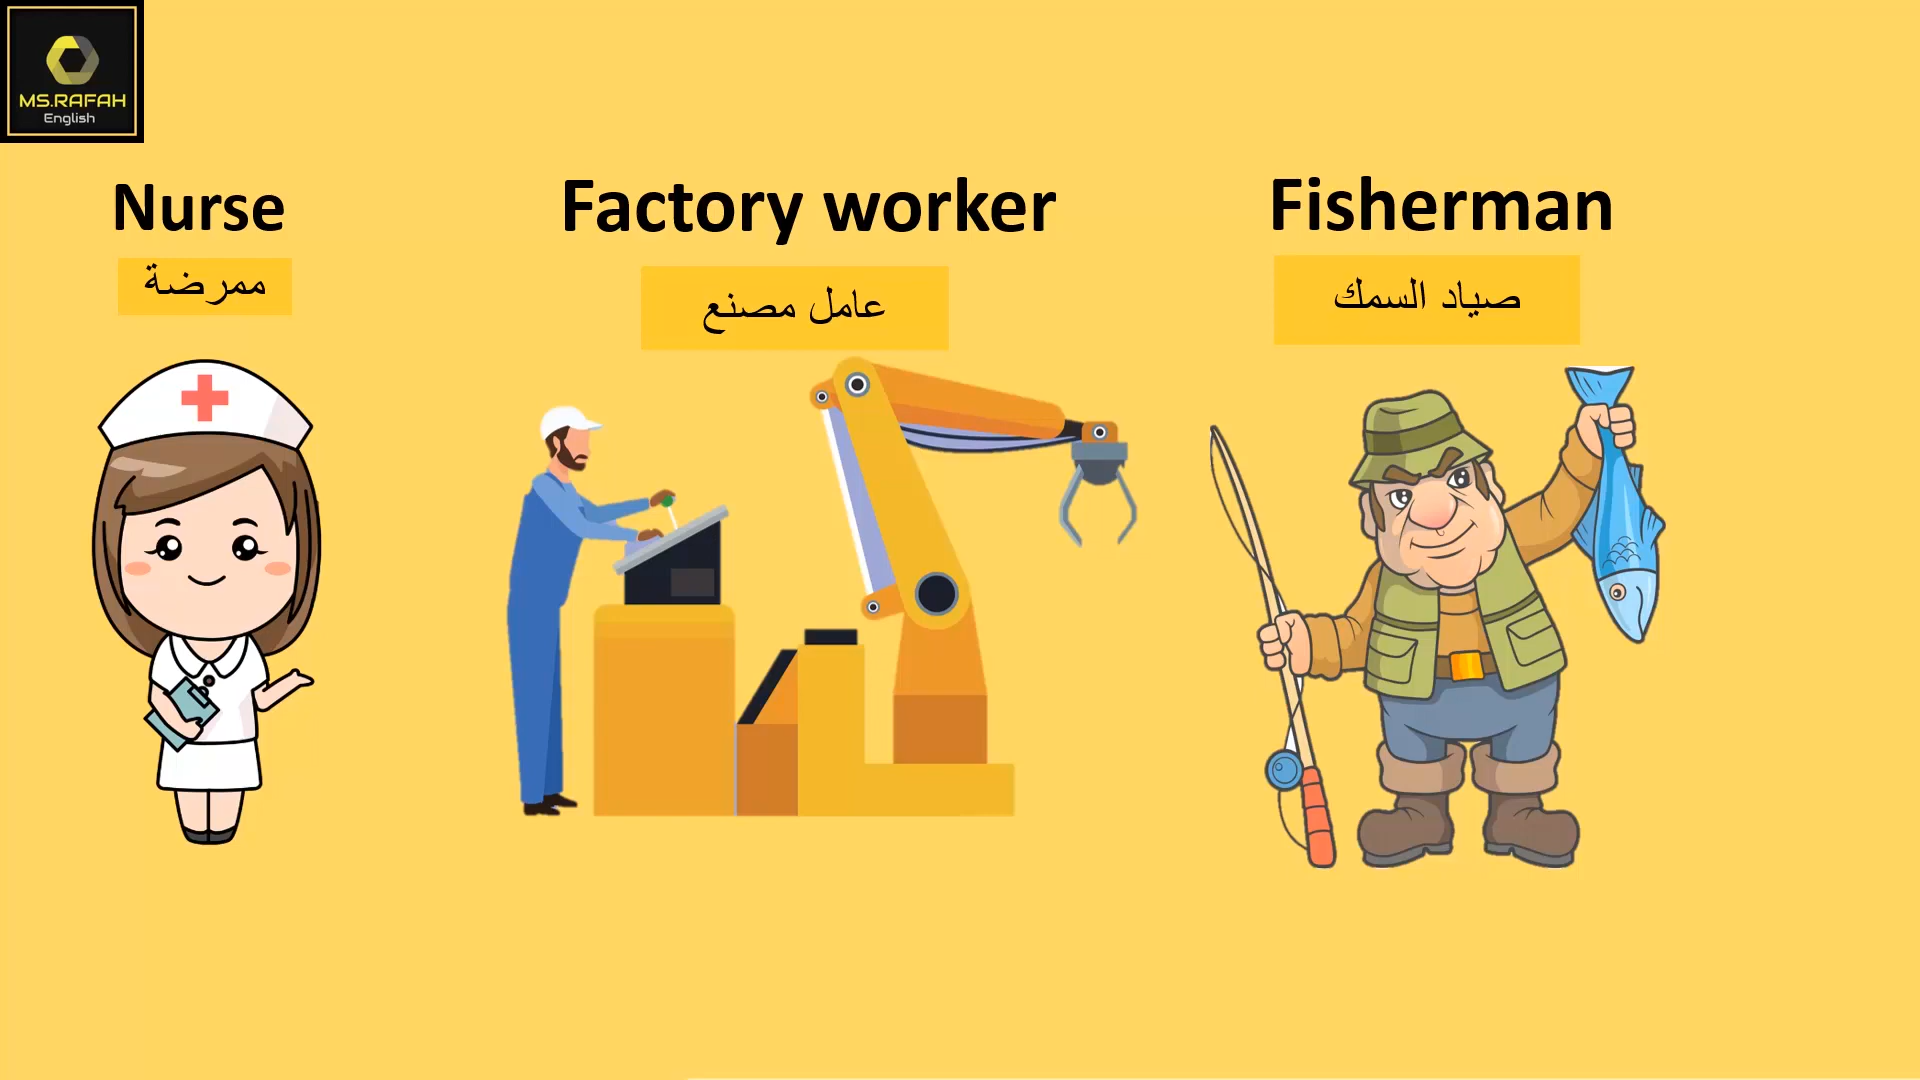 MS.RAFAH
English
Nurse
ممرضة
Factory worker
عامل مصنع
Fisherman
صياد السمك